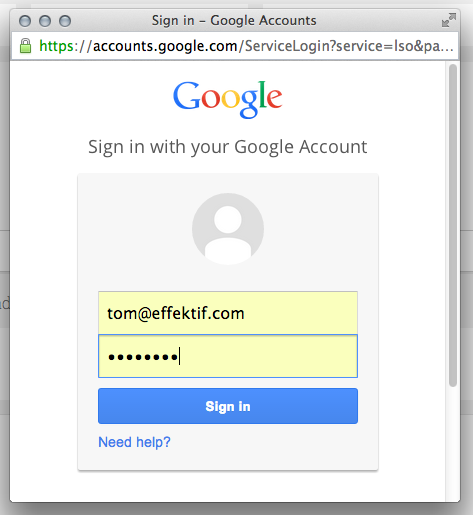 Sign in – Google Accounts
https://accounts.google.com/ServiceLogin?service=lso&pa...
Google
Sign in with your Google Account
tom@effektif.com
••••••••
Sign in
Need help?